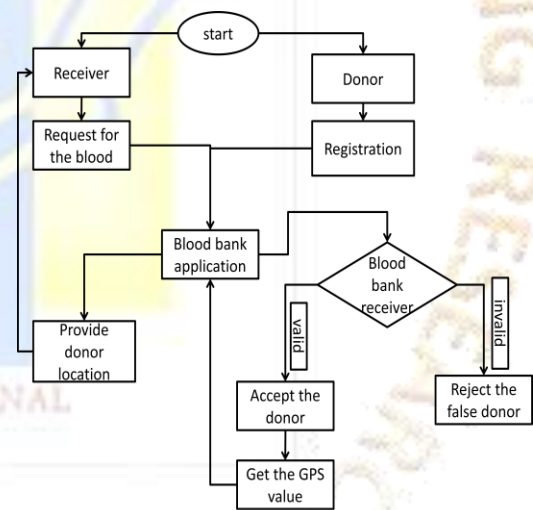 start
Receiver
Donor
Request for
the blood
Registration
Blood bank
application
Blood
bank
receiver
valid
invalid
Provide
donor
location
Accept the
donor
Reject the
false donor
Get the GPS
value
NAL